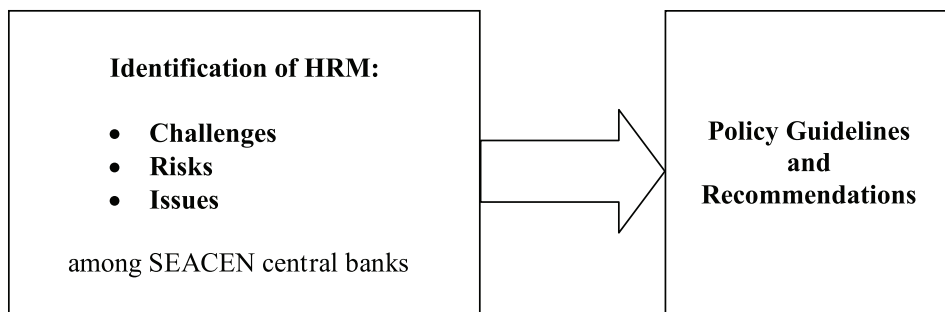 Identification of HRM:
• Challenges
• Risks
• Issues
among SEACEN central banks
Policy Guidelines
and
Recommendations